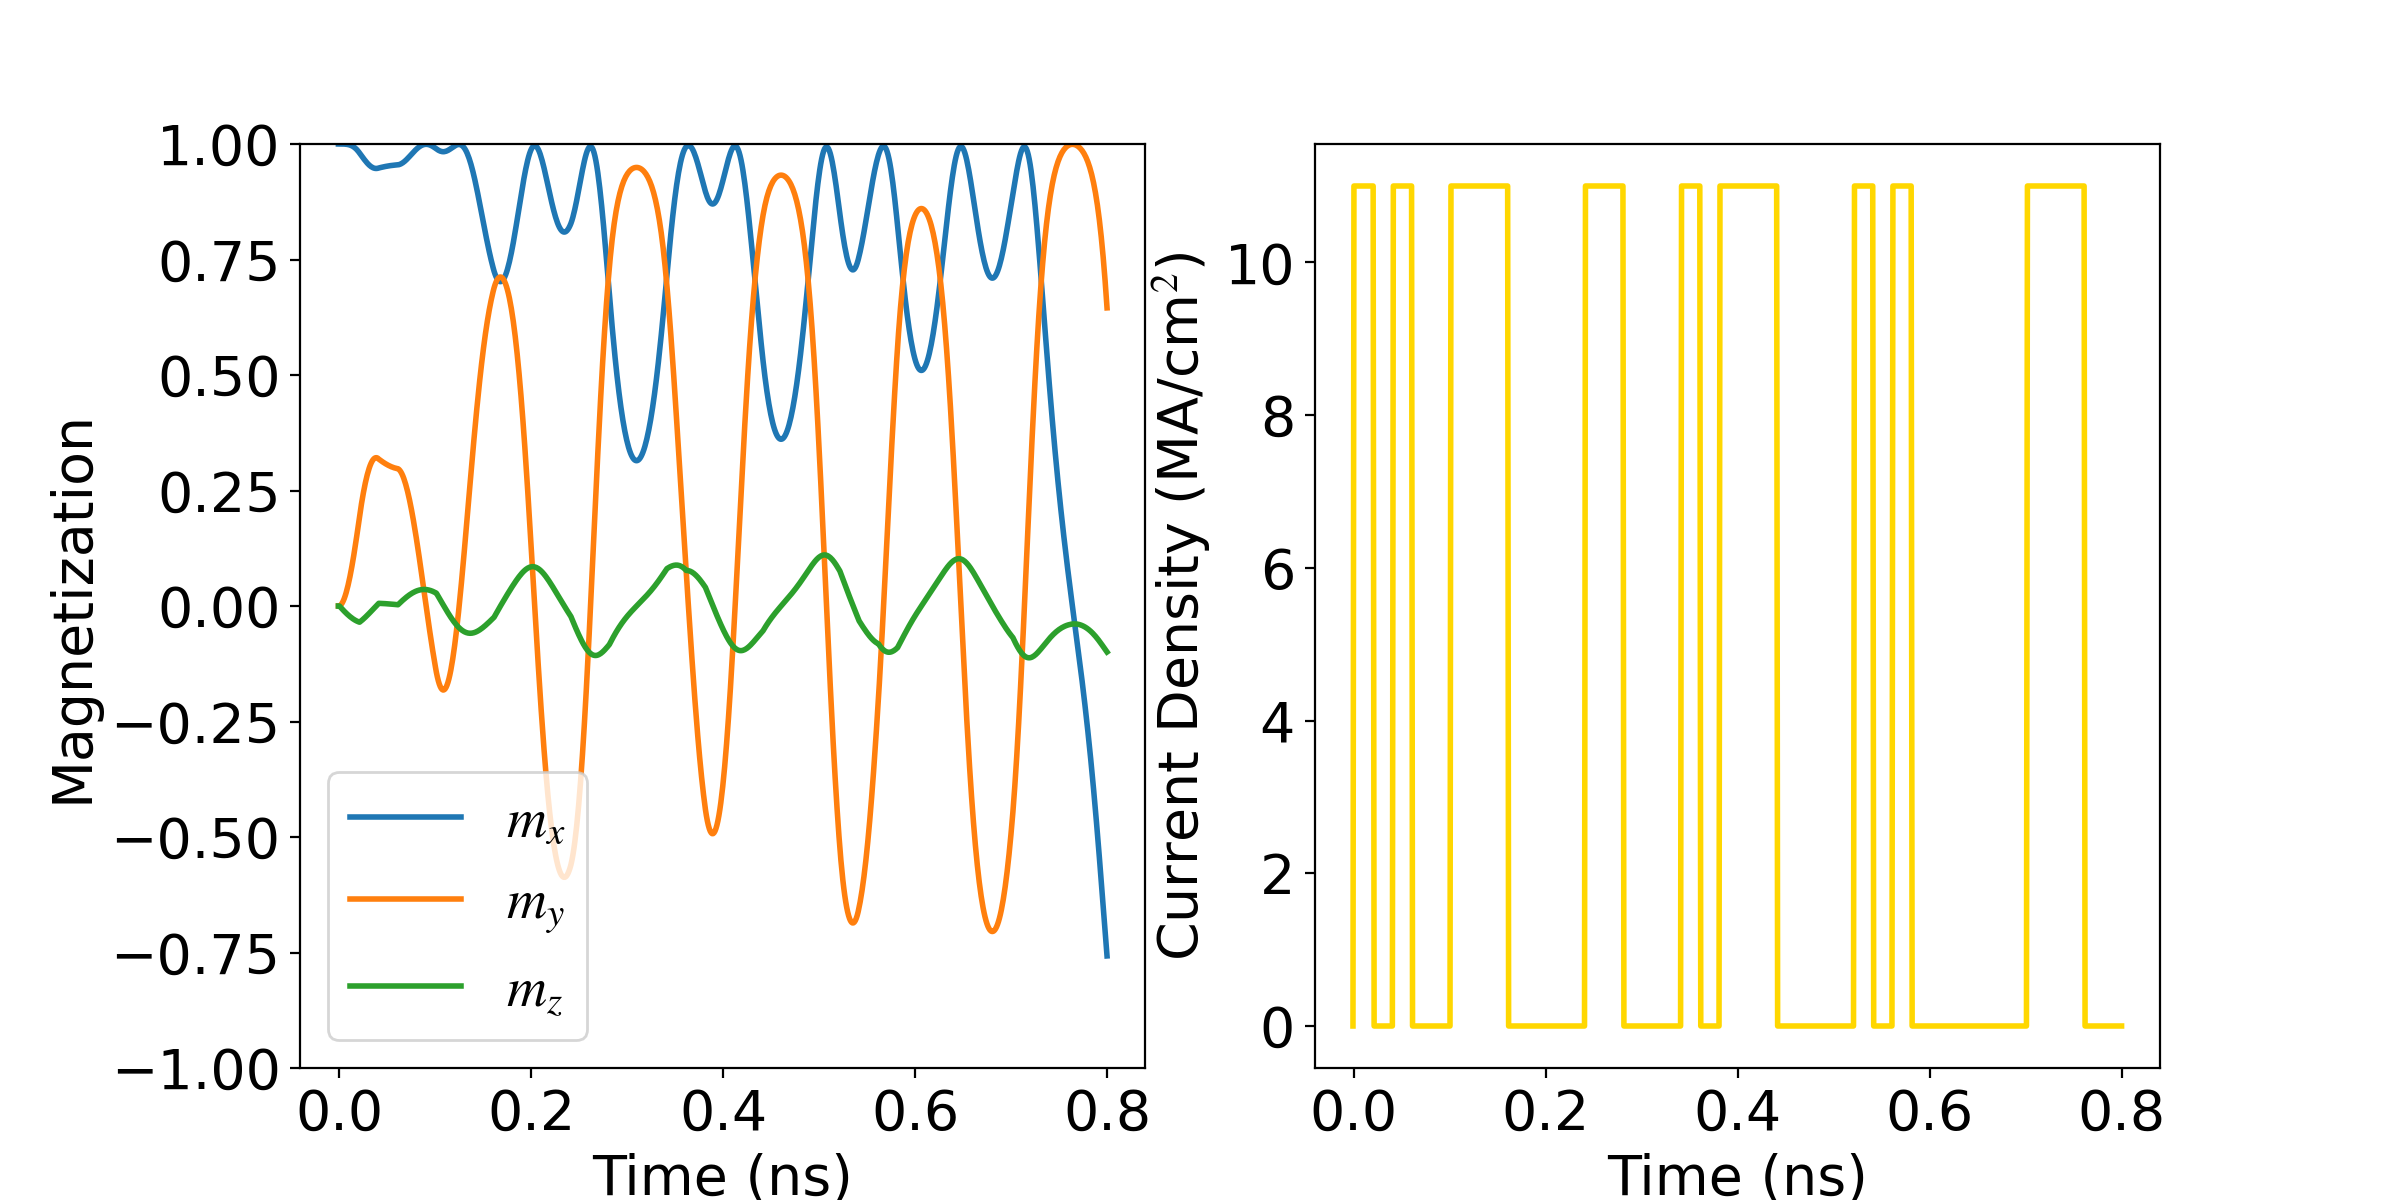 Magnetization
1.00
0.75
0.50
0.25
0.00
−0.25
−0.50
−0.75
−1.00
m_x
m_y
m_z
0.0 0.2 0.4 0.6 0.8
Time (ns)
Current Density (MA/cm²)
10
8
6
4
2
0
0.0 0.2 0.4 0.6 0.8
Time (ns)